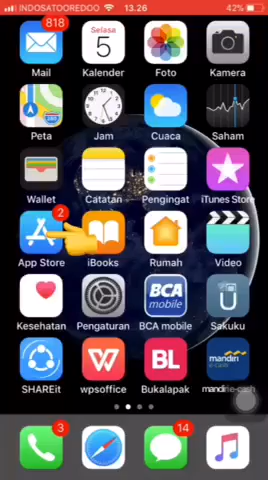 INDOSATOOREDOO 13.26 42%
818
Selasa
5
Mail Kalender Foto Kamera
Peta Jam Cuaca Saham
Wallet Catatan Pengingat iTunes Store
2
App Store iBooks Rumah Video
BCA mobile
Kesehatan Pengaturan BCA mobile Sakuku
BL mandiri e-cash
SHAREit wpsoffice Bukalapak mandiri e-cash
3 14